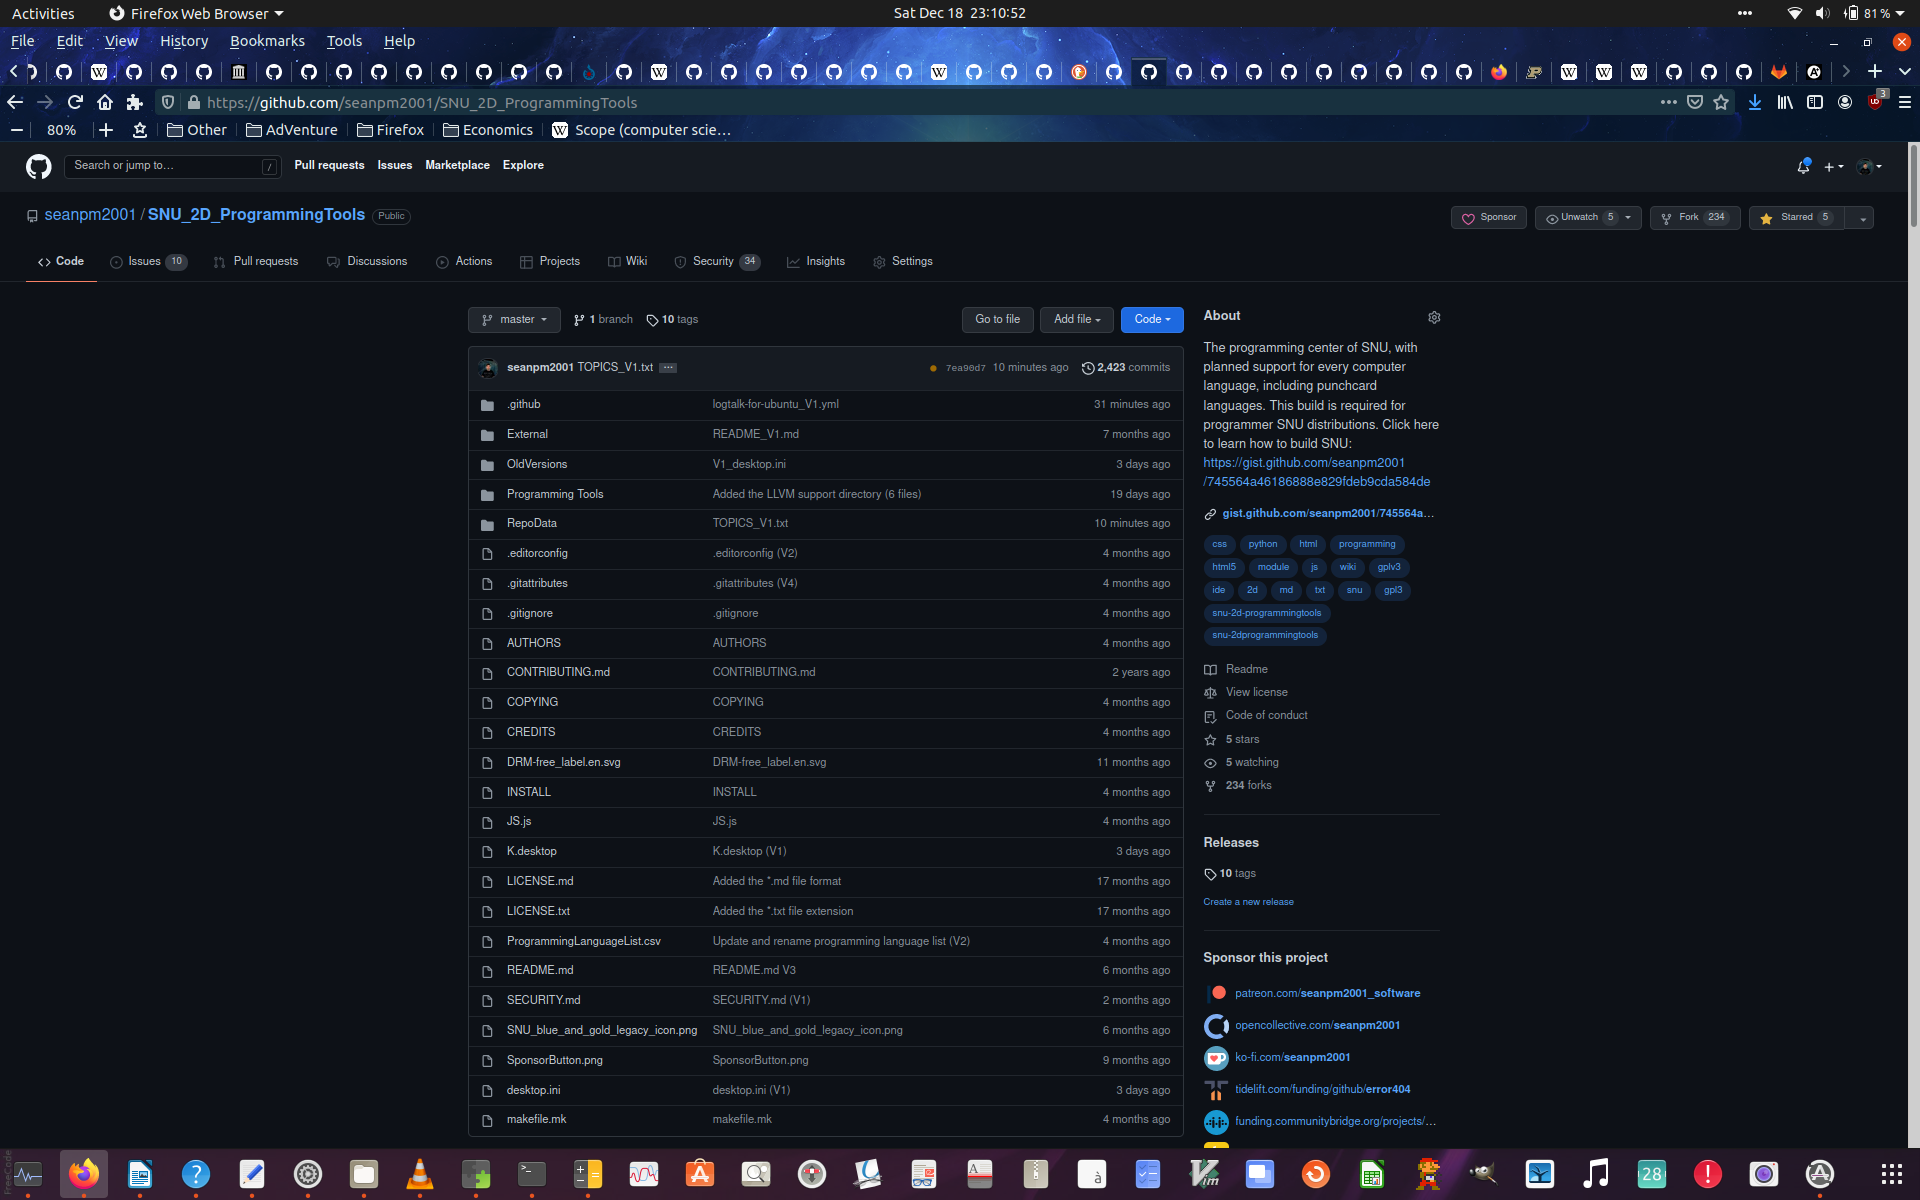 Activities Firefox Web Browser Sat Dec 18 23:10:52 81 %
File Edit View History Bookmarks Tools Help
https://github.com/seanpm2001/SNU_2D_ProgrammingTools 3
80% Other AdVenture Firefox Economics Scope (computer scie…
Search or jump to… / Pull requests Issues Marketplace Explore
seanpm2001 / SNU_2D_ProgrammingTools Public
Sponsor Unwatch 5 Fork 234 Starred 5
Code Issues 10 Pull requests Discussions Actions Projects Wiki Security 34 Insights Settings
master 1 branch 10 tags Go to file Add file Code
seanpm2001 TOPICS_V1.txt ... 7ea90d7 10 minutes ago 2,423 commits
.github logtalk-for-ubuntu_V1.yml 31 minutes ago
External README_V1.md 7 months ago
OldVersions V1_desktop.ini 3 days ago
Programming Tools Added the LLVM support directory (6 files) 19 days ago
RepoData TOPICS_V1.txt 10 minutes ago
.editorconfig .editorconfig (V2) 4 months ago
.gitattributes .gitattributes (V4) 4 months ago
.gitignore .gitignore 4 months ago
AUTHORS AUTHORS 4 months ago
CONTRIBUTING.md CONTRIBUTING.md 2 years ago
COPYING COPYING 4 months ago
CREDITS CREDITS 4 months ago
DRM-free_label.en.svg DRM-free_label.en.svg 11 months ago
INSTALL INSTALL 4 months ago
JS.js JS.js 4 months ago
K.desktop K.desktop (V1) 3 days ago
LICENSE.md Added the *.md file format 17 months ago
LICENSE.txt Added the *.txt file extension 17 months ago
ProgrammingLanguageList.csv Update and rename programming language list (V2) 4 months ago
README.md README.md V3 6 months ago
SECURITY.md SECURITY.md (V1) 2 months ago
SNU_blue_and_gold_legacy_icon.png SNU_blue_and_gold_legacy_icon.png 6 months ago
SponsorButton.png SponsorButton.png 9 months ago
desktop.ini desktop.ini (V1) 3 days ago
makefile.mk makefile.mk 4 months ago
About
The programming center of SNU, with
planned support for every computer
language, including punchcard
languages. This build is required for
programmer SNU distributions. Click here
to learn how to build SNU:
https://gist.github.com/seanpm2001
/745564a46186888e829fdeb9cda584de
gist.github.com/seanpm2001/745564a…
css python html programming
html5 module js wiki gplv3
ide 2d md txt snu gpl3
snu-2d-programmingtools
snu-2dprogrammingtools
Readme
View license
Code of conduct
5 stars
5 watching
234 forks
Releases
10 tags
Create a new release
Sponsor this project
patreon.com/seanpm2001_software
opencollective.com/seanpm2001
ko-fi.com/seanpm2001
tidelift.com/funding/github/error404
funding.communitybridge.org/projects/…
28